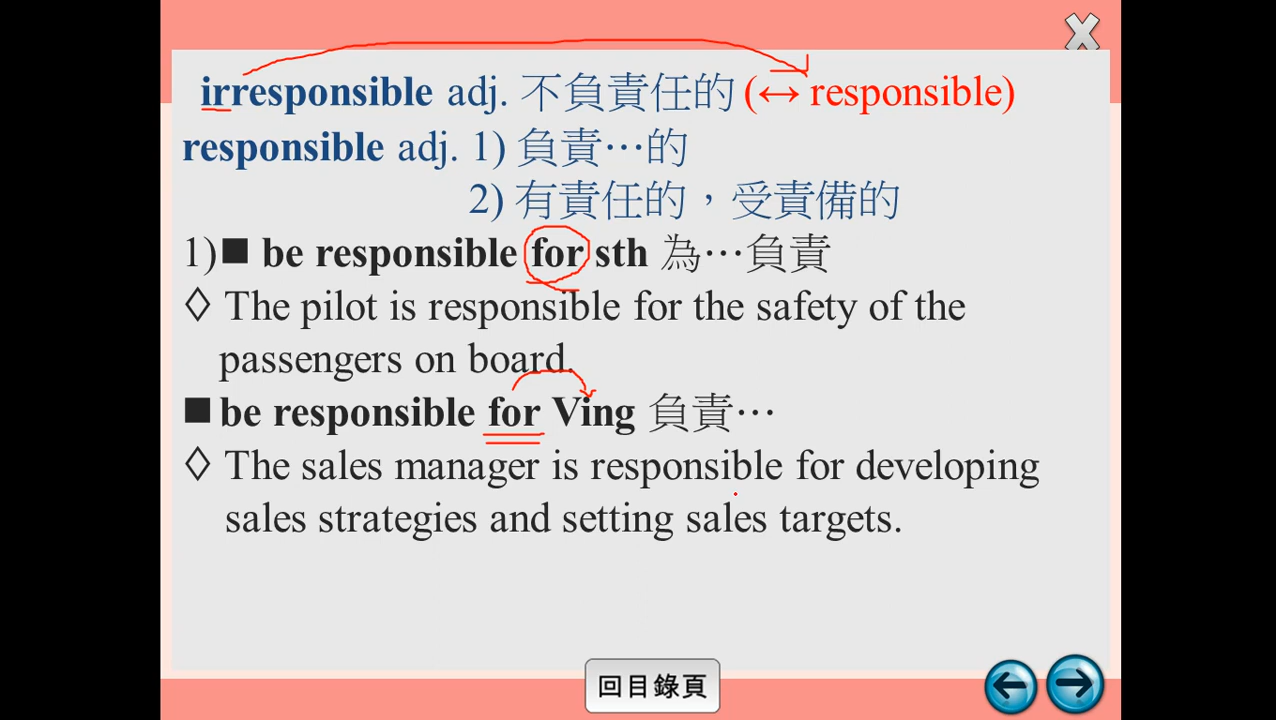 irresponsible adj. 不負責任的 (↔ responsible)
responsible adj. 1) 負責…的
2) 有責任的，受責備的
1)■ be responsible for sth 為…負責
◊ The pilot is responsible for the safety of the
passengers on board.
■ be responsible for Ving 負責…
◊ The sales manager is responsible for developing
sales strategies and setting sales targets.
回目錄頁